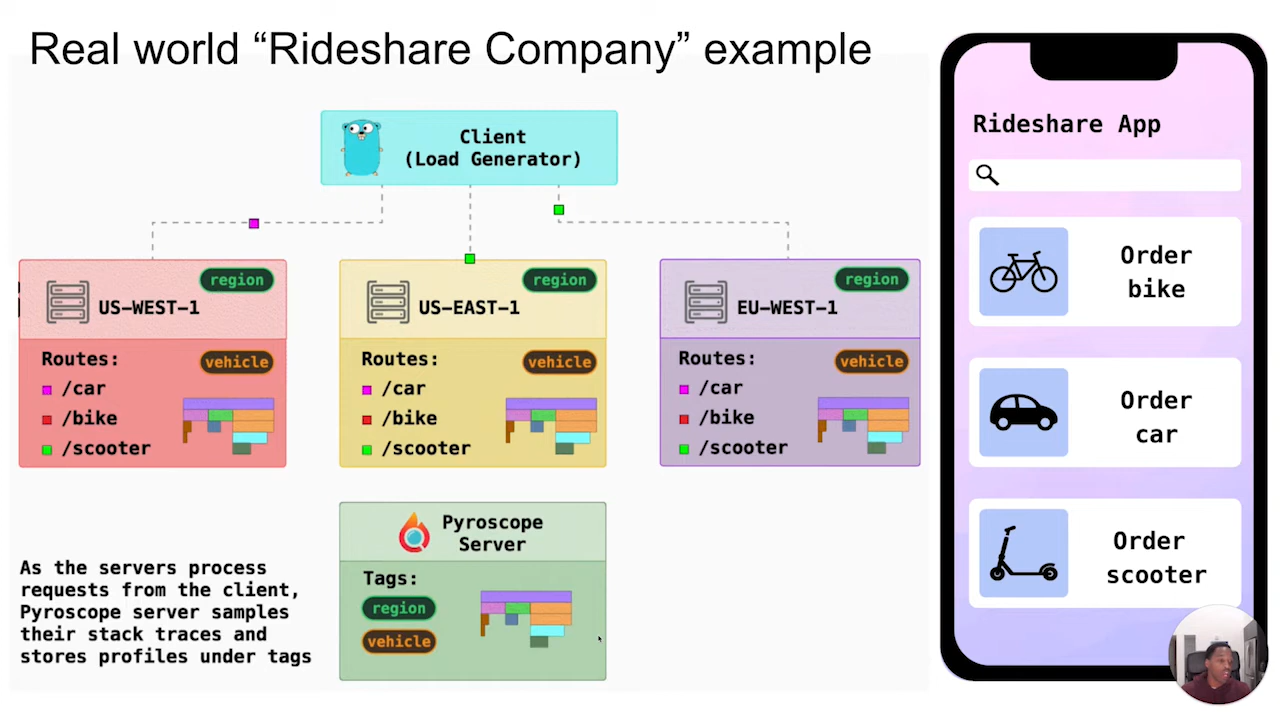 Real world “Rideshare Company” example
Client
(Load Generator)
region
US-WEST-1
Routes:
vehicle
/car
/bike
/scooter
region
US-EAST-1
Routes:
vehicle
/car
/bike
/scooter
region
EU-WEST-1
Routes:
vehicle
/car
/bike
/scooter
Pyroscope
Server
Tags:
region
vehicle
As the servers process
requests from the client,
Pyroscope server samples
their stack traces and
stores profiles under tags
Rideshare App
Order
bike
Order
car
Order
scooter